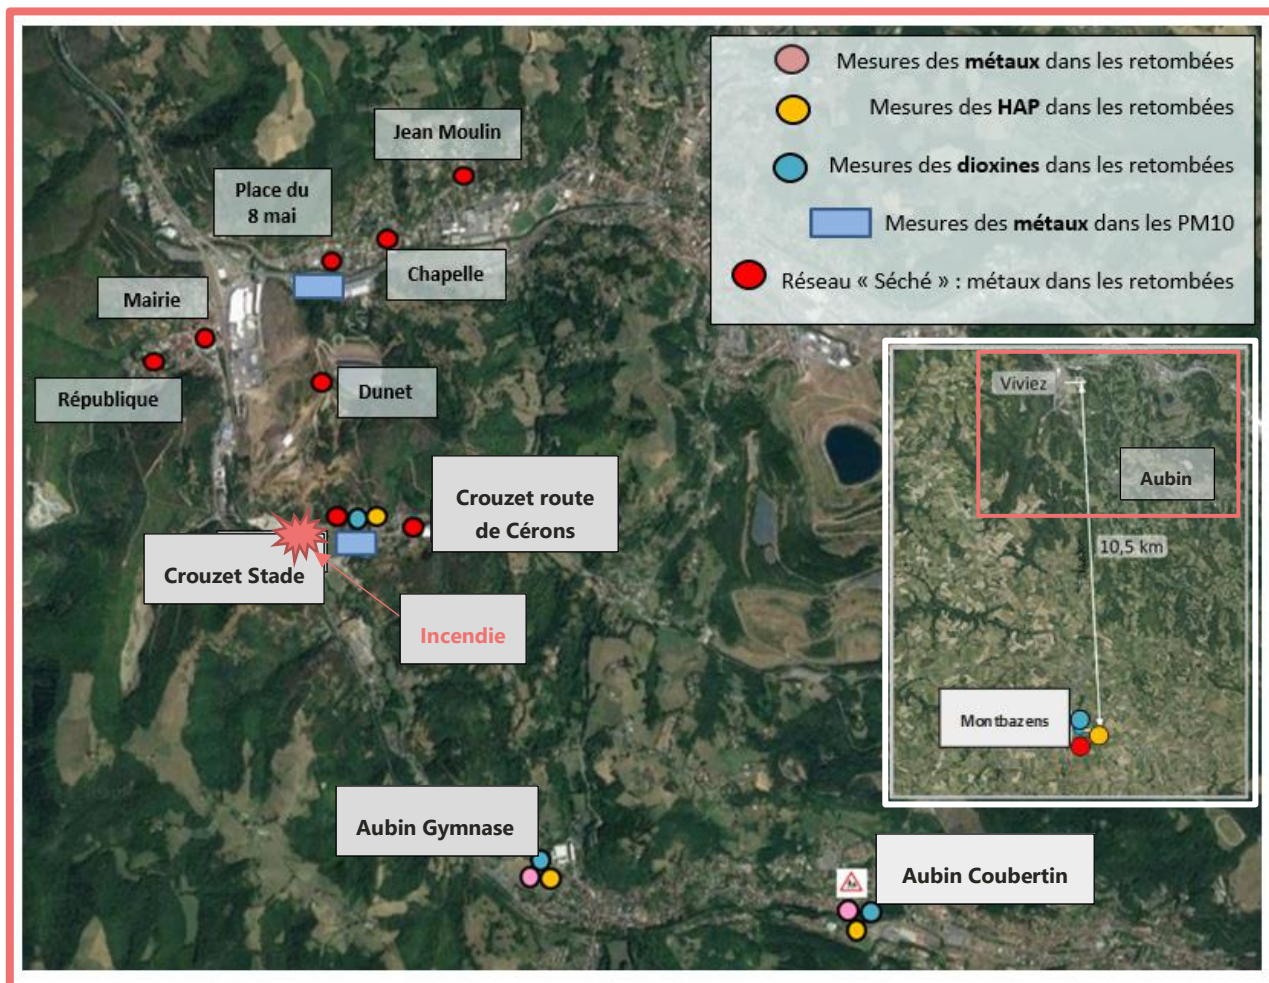 Mesures des métaux dans les retombées
Mesures des HAP dans les retombées
Mesures des dioxines dans les retombées
Mesures des métaux dans les PM10
Réseau « Séché » : métaux dans les retombées
Jean Moulin
Place du
8 mai
Chapelle
Mairie
République
Dunet
Crouzet route
de Cérons
Crouzet Stade
Incendie
Viviez
Aubin
10,5 km
Montbazens
Aubin Gymnase
Aubin Coubertin